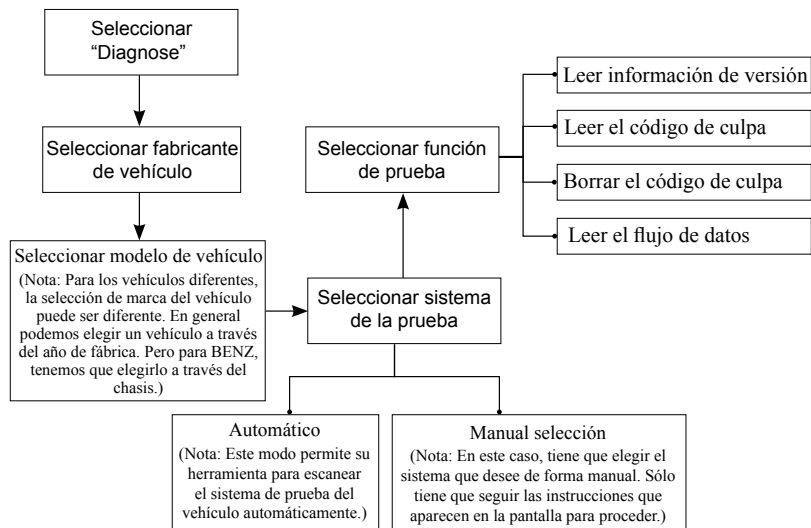 Seleccionar
“Diagnose”
Seleccionar fabricante
de vehículo
Seleccionar modelo de vehículo
(Nota: Para los vehículos diferentes,
la selección de marca del vehículo
puede ser diferente. En general
podemos elegir un vehículo a través
del año de fábrica. Pero para BENZ,
tenemos que elegirlo a través del
chasis.)
Seleccionar sistema
de la prueba
Automático
(Nota: Este modo permite su
herramienta para escanear
el sistema de prueba del
vehículo automáticamente.)
Manual selección
(Nota: En este caso, tiene que elegir el
sistema que desee de forma manual. Sólo
tiene que seguir las instrucciones que
aparecen en la pantalla para proceder.)
Seleccionar función
de prueba
Leer información de versión
Leer el código de culpa
Borrar el código de culpa
Leer el flujo de datos